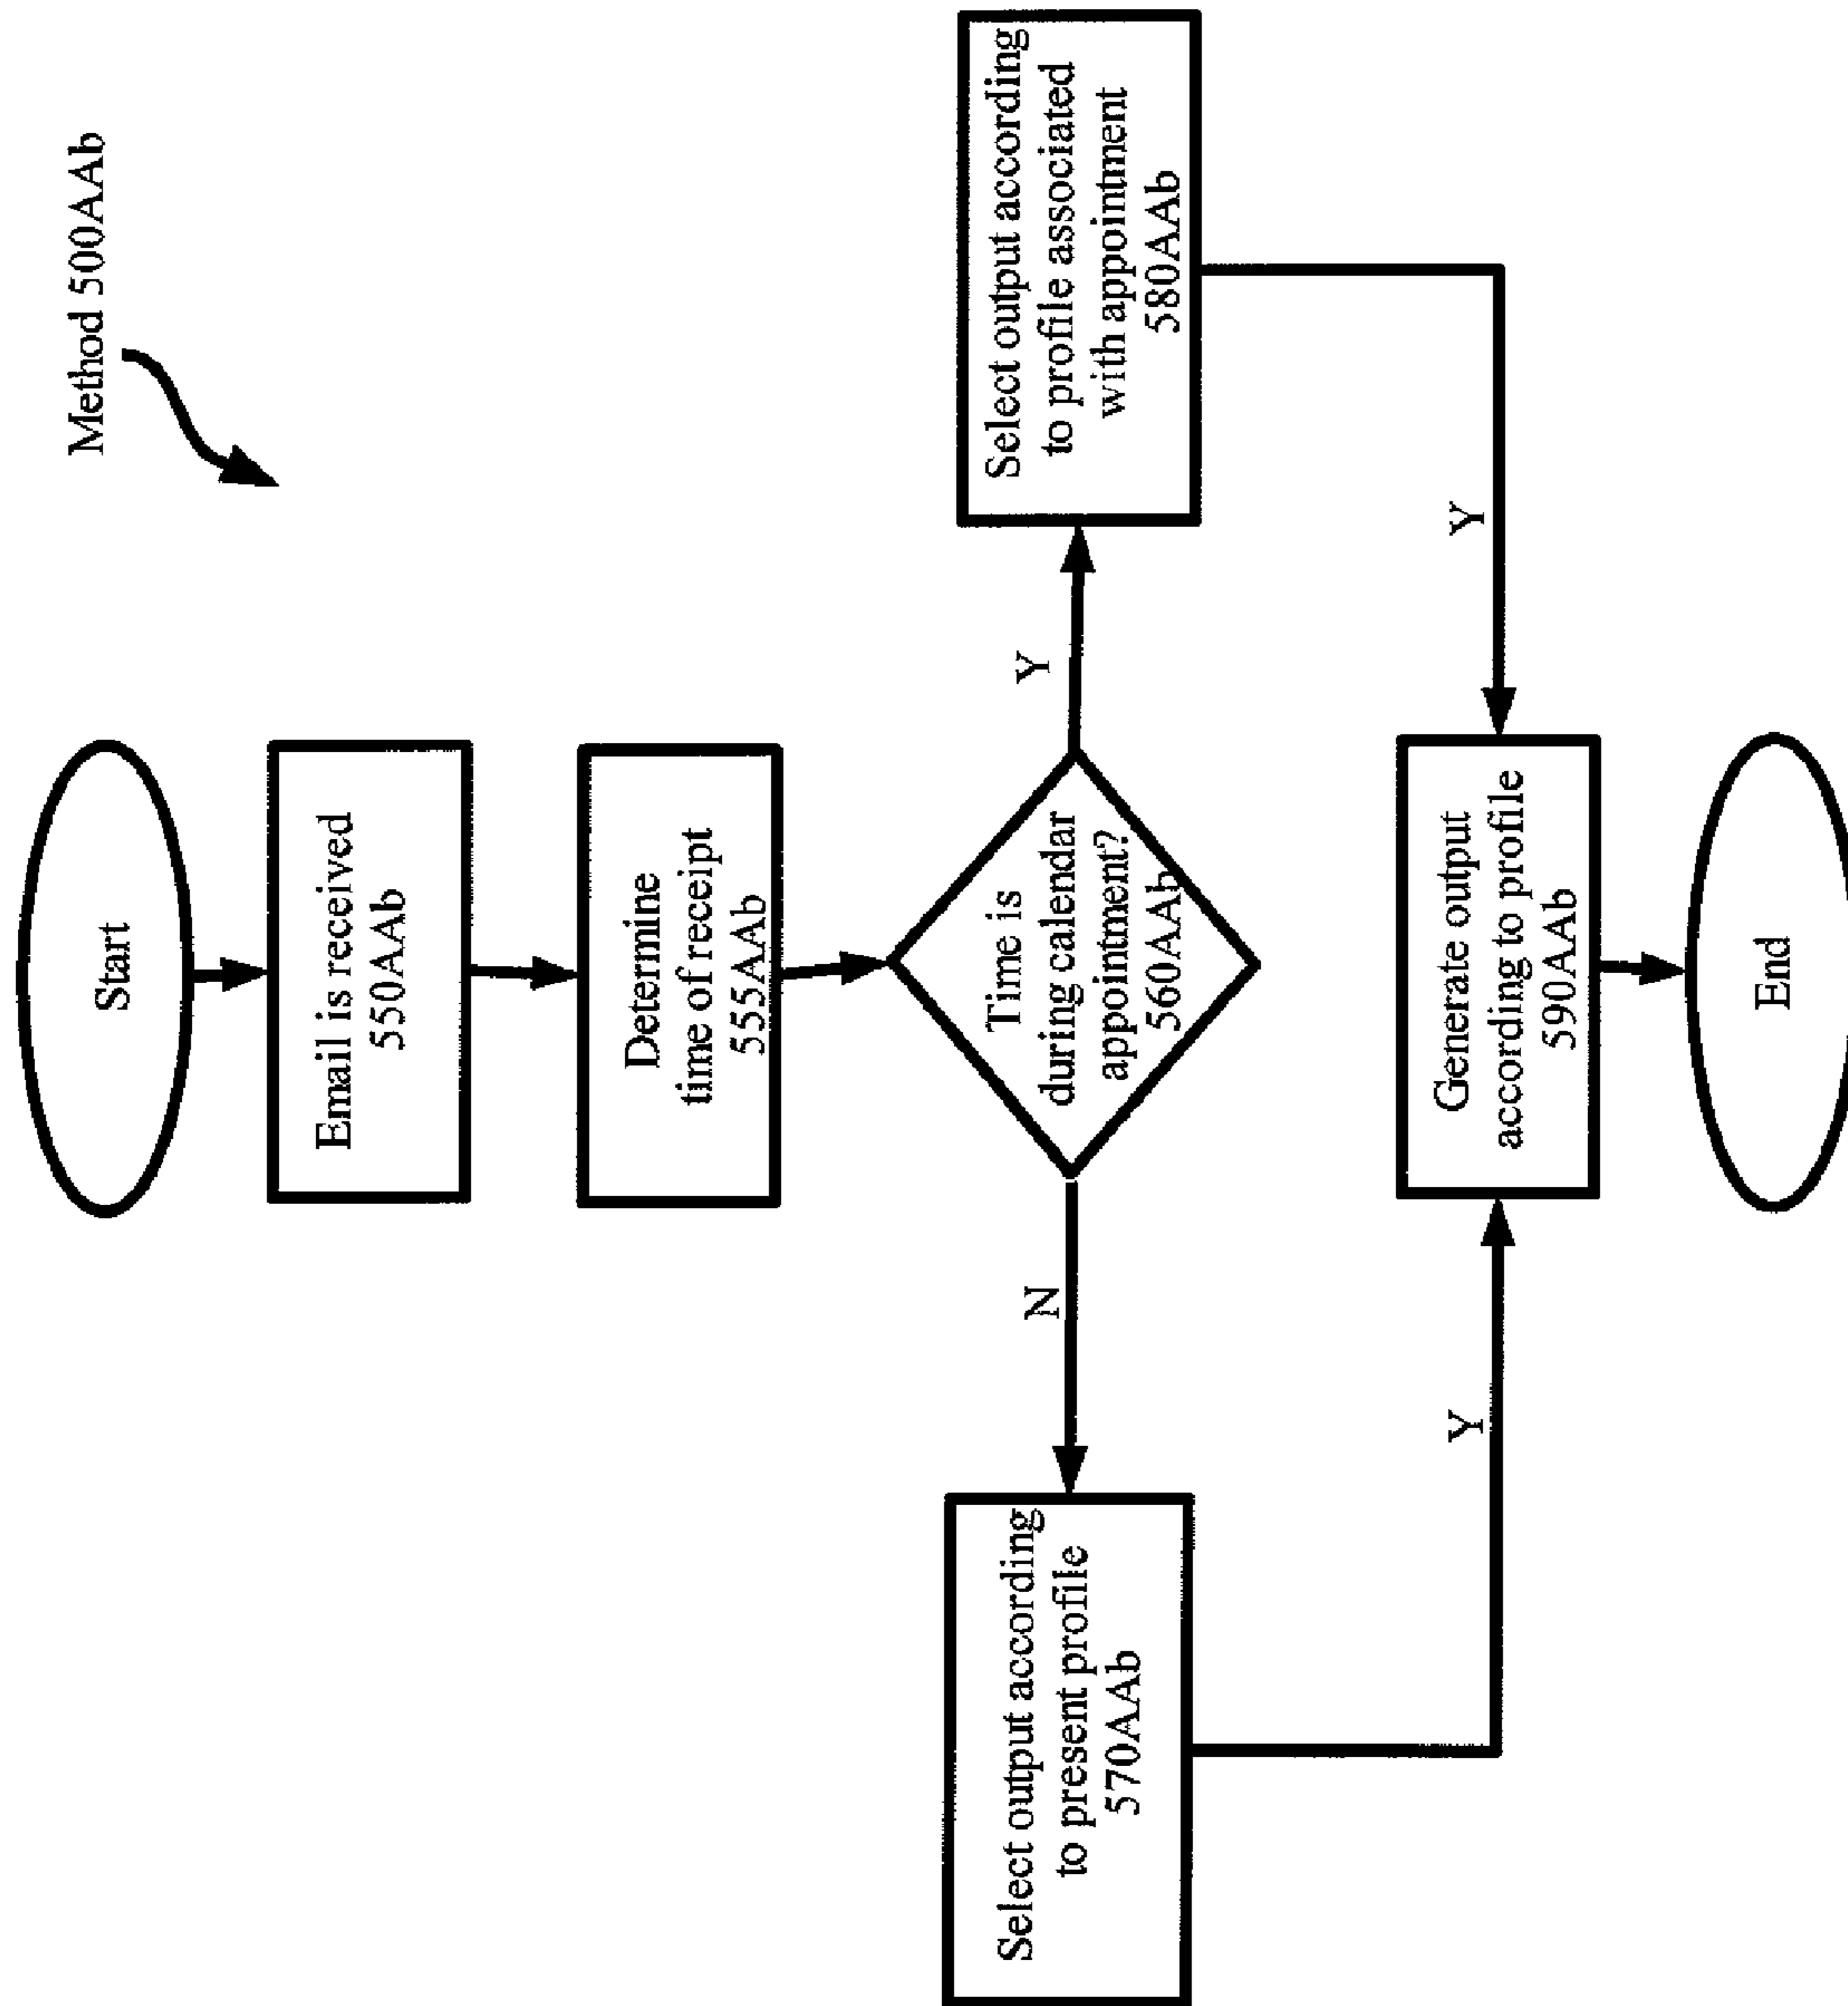 Method 500AAb
Start
Email is received
550AAb
Determine
time of receipt
555AAb
Time is
during calendar
appointment?
560AAb
N
Y
Select output according
to present profile
570AAb
Select output according
to profile associated
with appointment
580AAb
Y
Y
Generate output
according to profile
590AAb
End